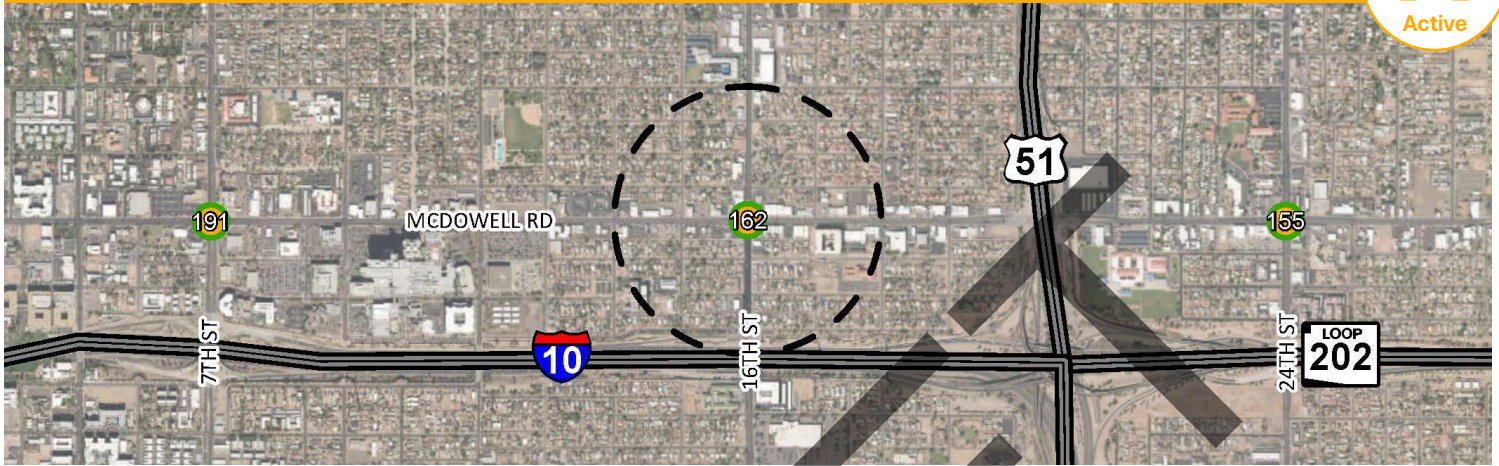 Active
51
191
MCDOWELL RD
162
155
7TH ST
10
16TH ST
24TH ST
LOOP
202